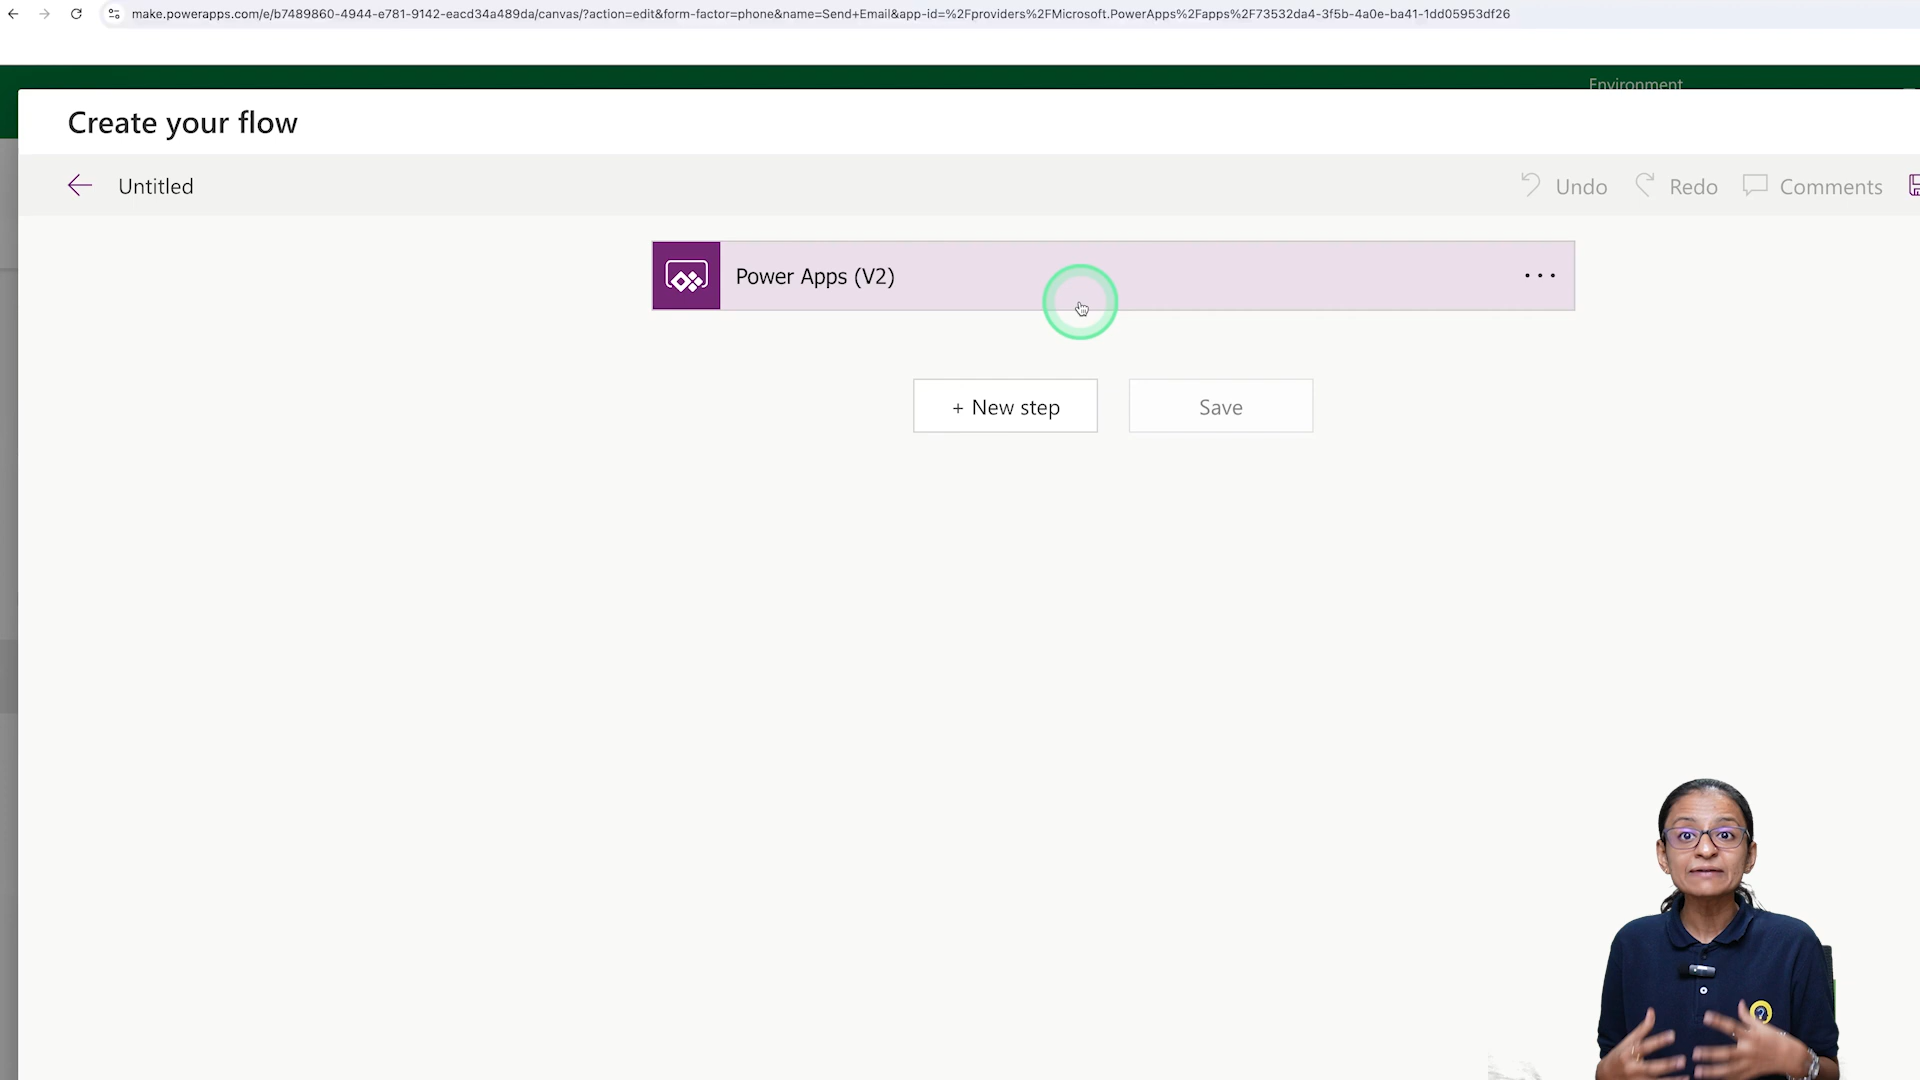 make.powerapps.com/e/b7489860-4944-e781-9142-eacd34a489da/canvas/?action=edit&form-factor=phone&name=Send+Email&app-id=%2Fproviders%2FMicrosoft.PowerApps%2Fapps%2F73532da4-3f5b-4a0e-ba41-1dd05953df26
Environment
Create your flow
Untitled
Undo
Redo
Comments
Power Apps (V2)
+ New step
Save